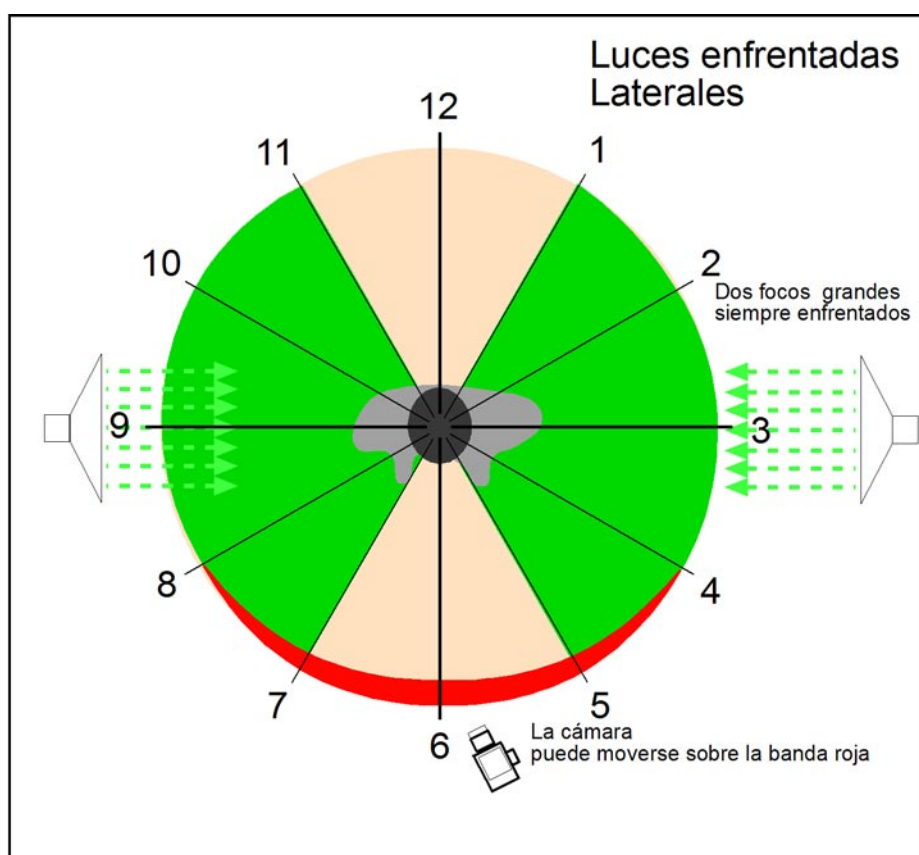 Luces enfrentadas
Laterales
12
11
1
10
2
Dos focos grandes
siempre enfrentados
9
3
8
4
7
5
6
La cámara
puede moverse sobre la banda roja